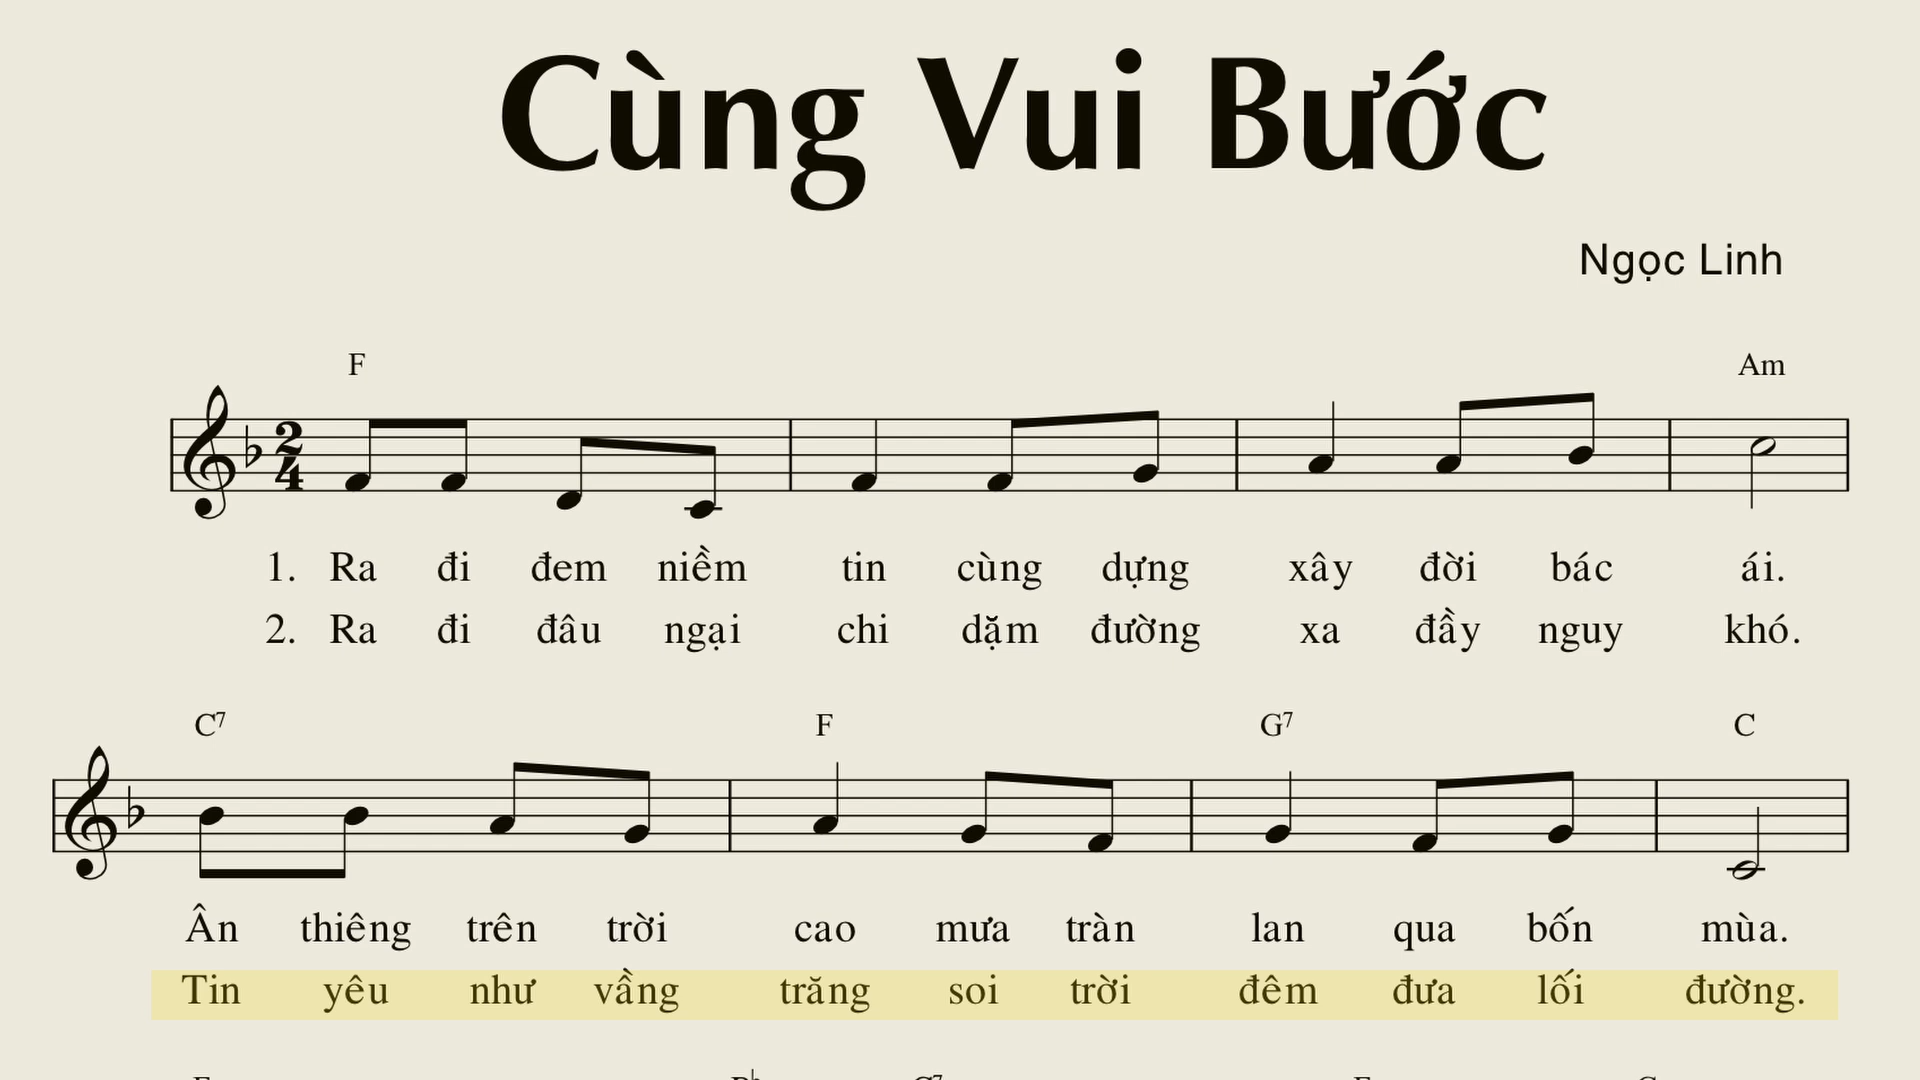 Cùng Vui Bước
Ngọc Linh
F Am
1. Ra đi đem niềm tin cùng dựng xây đời bác ái.
2. Ra đi đâu ngại chi dặm đường xa đầy nguy khó.
C7 F G7 C
Ân thiêng trên trời cao mưa tràn lan qua bốn mùa.
Tin yêu như vầng trăng soi trời đêm đưa lối đường.